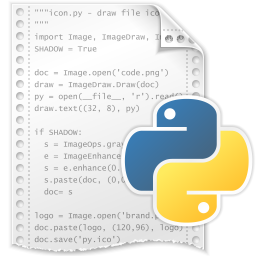 """icon.py - draw file ico
"""
import Image, ImageDraw, I
SHADOW = True
doc = Image.open('code.png')
draw = ImageDraw.Draw(doc)
py = open(__file__, 'r').read()
draw.text((32, 8), py)
if SHADOW:
s = ImageOps.gra
e = ImageEnhance
s = e.enhance(0.
s.paste(doc, (0,0
doc= s
logo = Image.open('brand.
doc.paste(logo, (120,96), logo)
doc.save('py.ico')